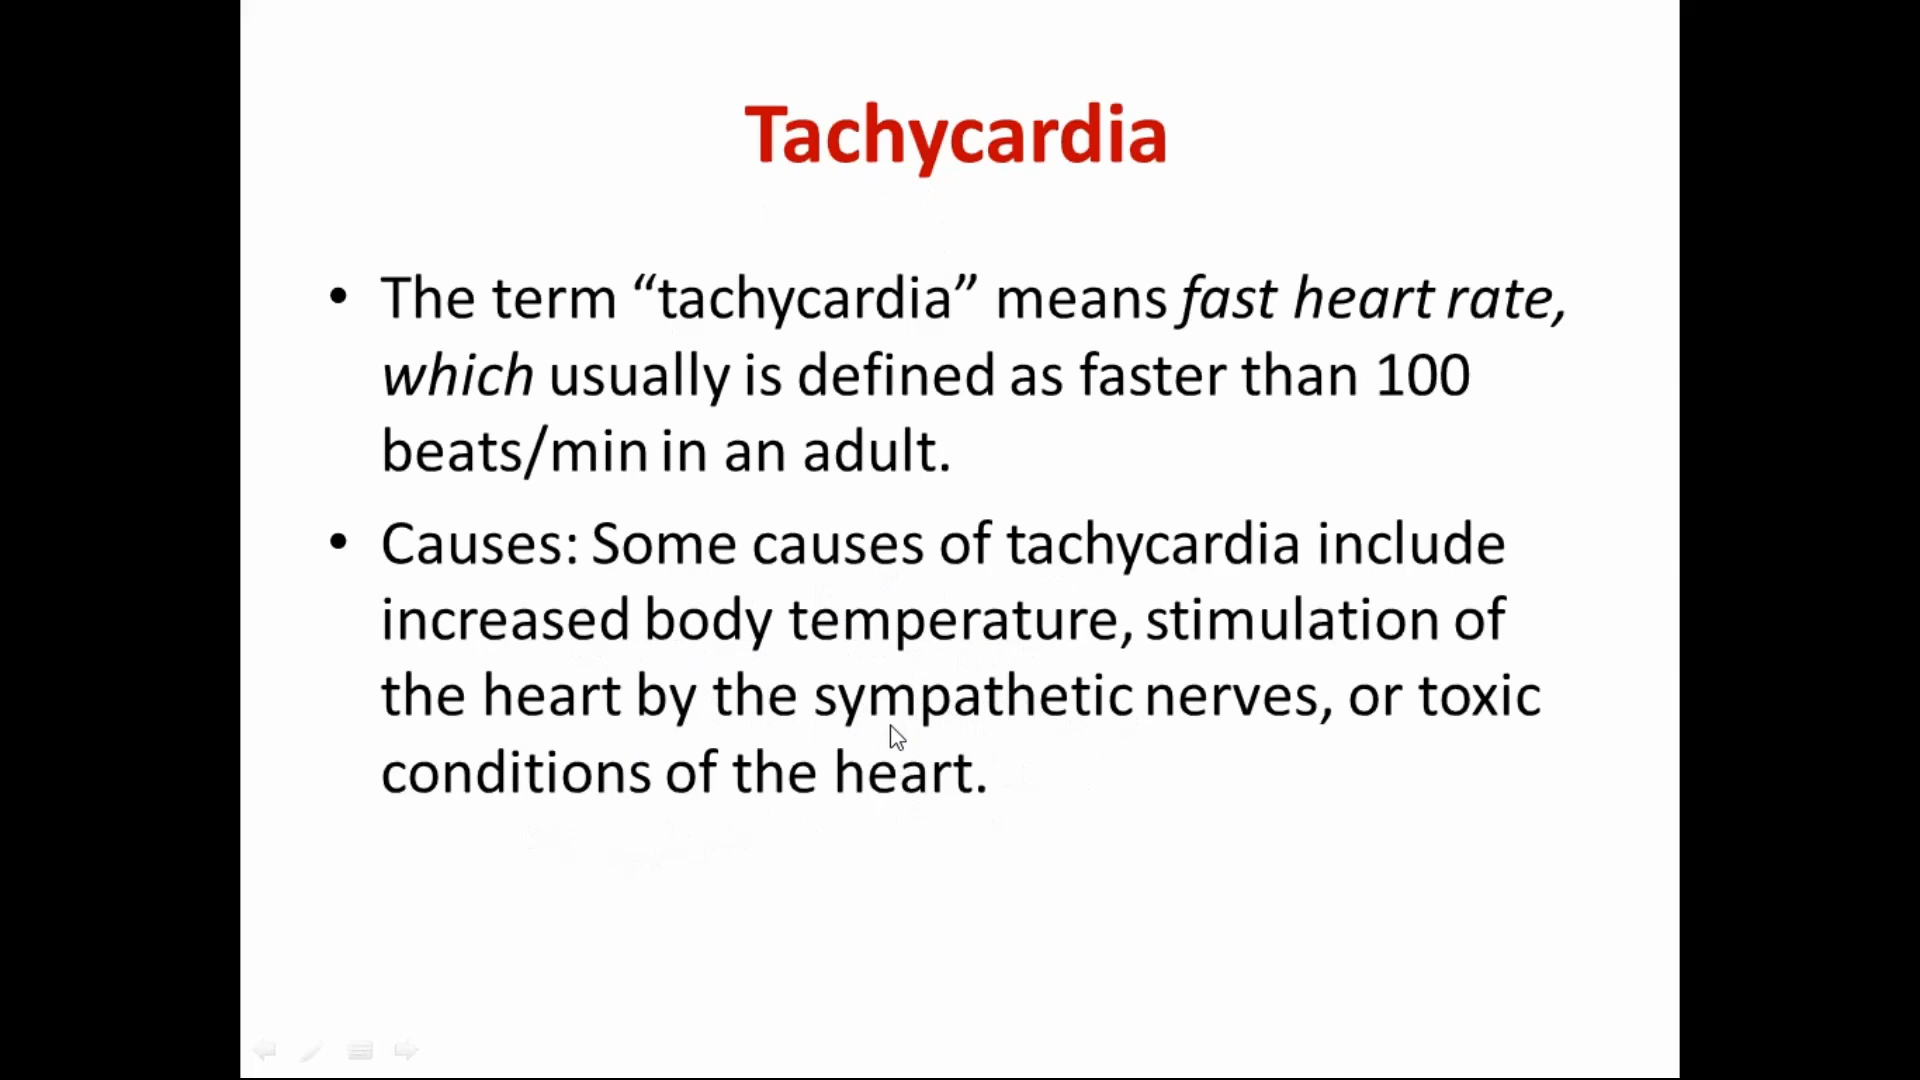 Tachycardia
• The term “tachycardia” means fast heart rate,
which usually is defined as faster than 100
beats/min in an adult.
• Causes: Some causes of tachycardia include
increased body temperature, stimulation of
the heart by the sympathetic nerves, or toxic
conditions of the heart.